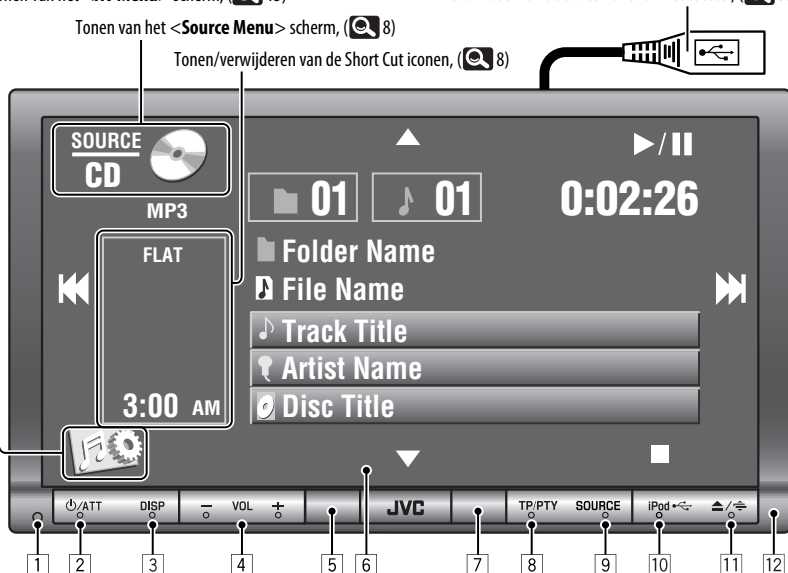 Tonen van het <Source Menu> scherm, ( 8)
Tonen/verwijderen van de Short Cut iconen, ( 8)
SOURCE
CD
MP3
FLAT
3:00 AM
01 01
0:02:26
Folder Name
File Name
Track Title
Artist Name
Disc Title
/ATT DISP − VOL + JVC TP/PTY SOURCE iPod
1 2 3 4 5 6 7 8 9 10 11 12